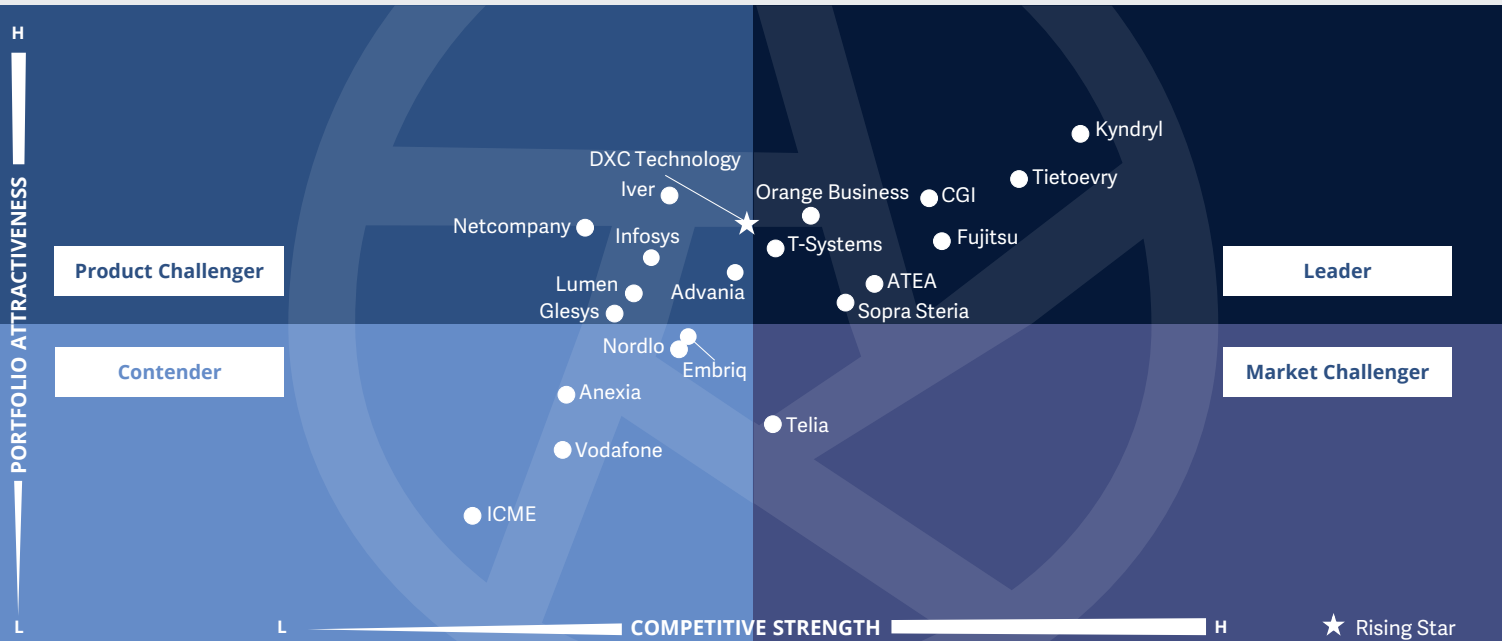 H
DXC Technology
Kyndryl
Iver
Orange Business
CGI
Tietoevry
Netcompany
Infosys
T-Systems
Fujitsu
Product Challenger
Leader
Lumen
Advania
ATEA
Glesys
Sopra Steria
PORTFOLIO ATTRACTIVENESS
Nordlo
Embriq
Contender
Market Challenger
Anexia
Telia
Vodafone
ICME
L
L
COMPETITIVE STRENGTH
H
Rising Star